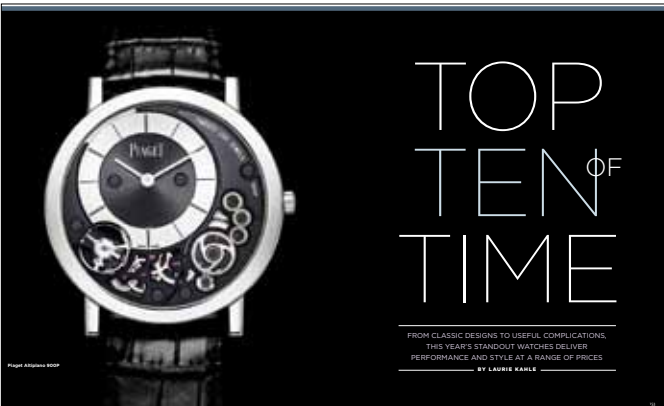 PIAGET
Piaget Altiplano 900P
TOP
TEN OF
TIME
FROM CLASSIC DESIGNS TO USEFUL COMPLICATIONS,
THIS YEAR'S STANDOUT WATCHES DELIVER
PERFORMANCE AND STYLE AT A RANGE OF PRICES
BY LAURIE KAHLE